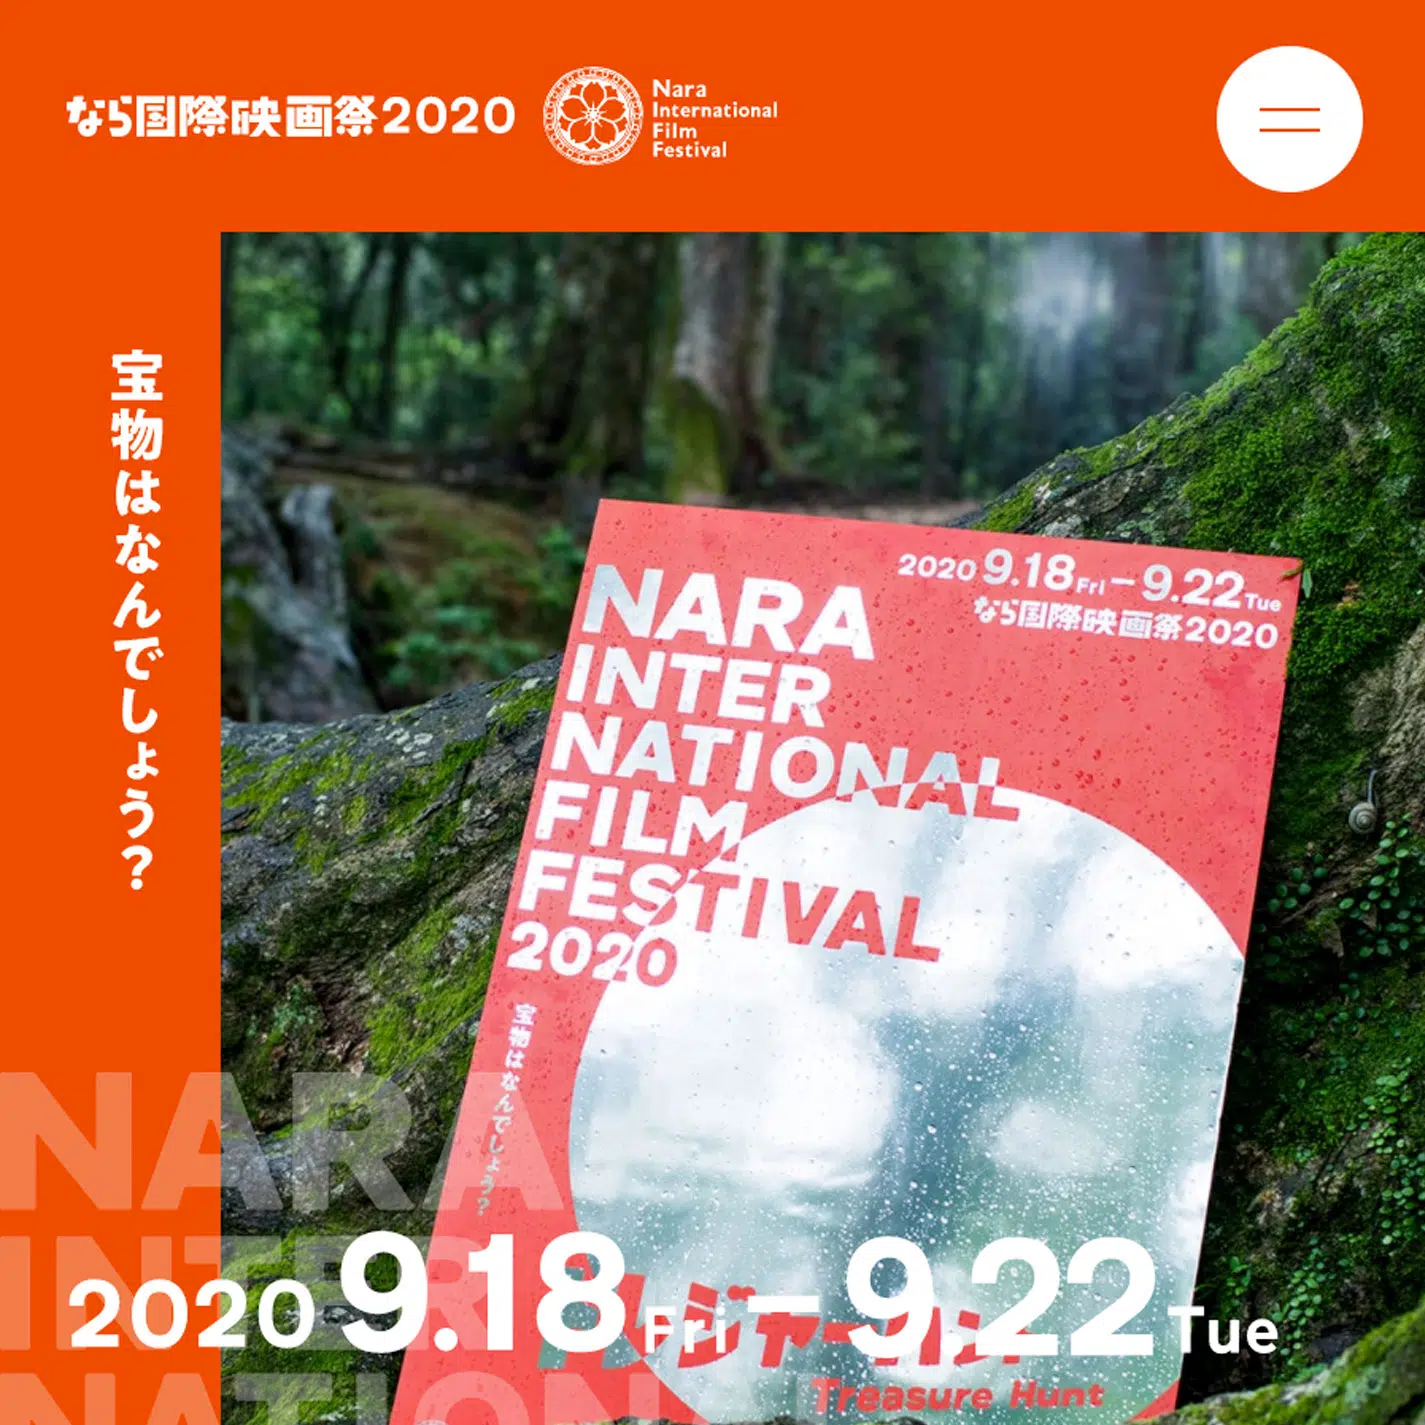 なら国際映画祭2020
Nara
International
Film
Festival
宝物はなんでしょう？
2020 9.18 Fri – 9.22 Tue
なら国際映画祭2020
NARA
INTER
NATIONAL
FILM
FESTIVAL
2020
宝物はなんでしょう？
Treasure Hunt
NARA
INTER
NATIONAL
2020 9.18 Fri – 9.22 Tue